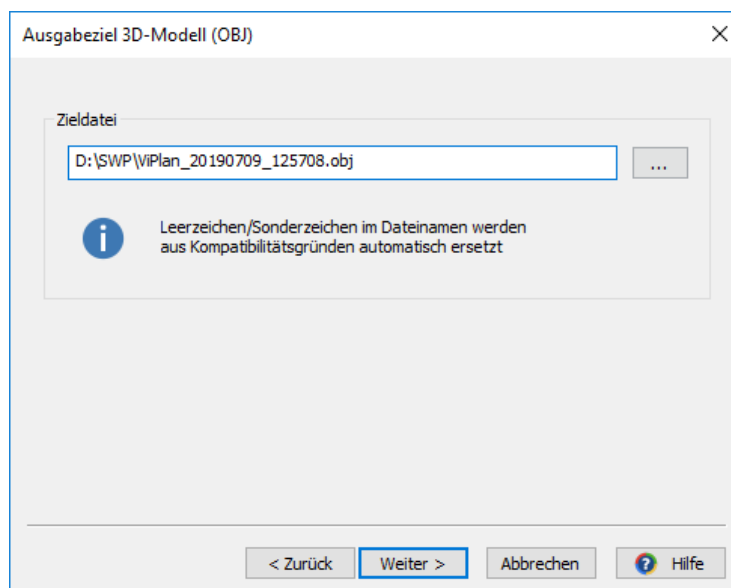 Ausgabeziel 3D-Modell (OBJ)
Zieldatei
D:\SWP\ViPlan_20190709_125708.obj
...
Leerzeichen/Sonderzeichen im Dateinamen werden
aus Kompatibilitätsgründen automatisch ersetzt
< Zurück Weiter > Abbrechen Hilfe